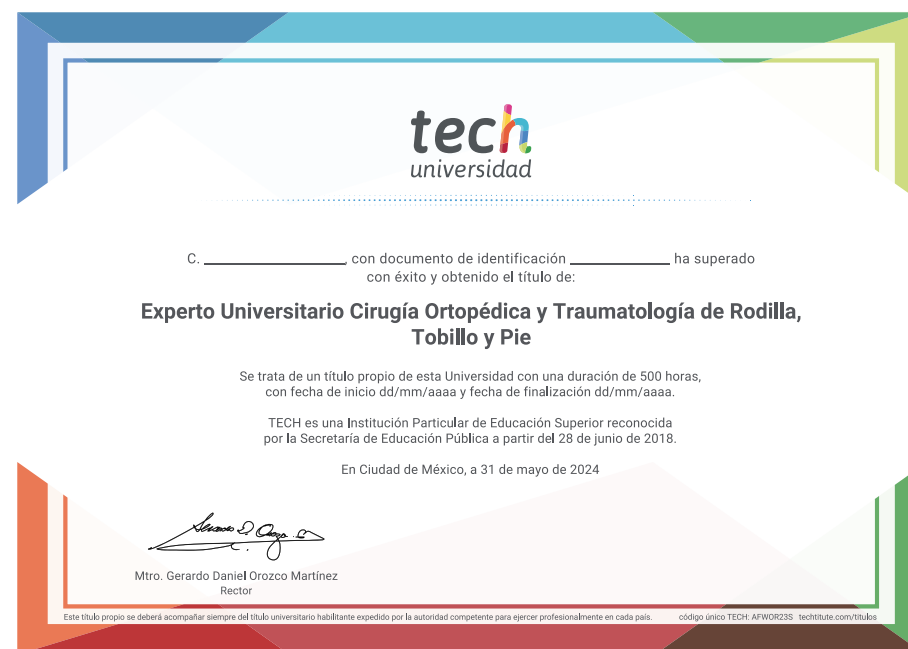 tech
universidad
C. ____________, con documento de identificación ____________ ha superado
con éxito y obtenido el título de:
Experto Universitario Cirugía Ortopédica y Traumatología de Rodilla,
Tobillo y Pie
Se trata de un título propio de esta Universidad con una duración de 500 horas,
con fecha de inicio dd/mm/aaaa y fecha de finalización dd/mm/aaaa.
TECH es una Institución Particular de Educación Superior reconocida
por la Secretaría de Educación Pública a partir del 28 de junio de 2018.
En Ciudad de México, a 31 de mayo de 2024
Mtro. Gerardo Daniel Orozco Martínez
Rector
Este título propio se deberá acompañar siempre del título universitario habilitante expedido por la autoridad competente para ejercer profesionalmente en cada país. código único TECH: AFWOR23S techtitute.com/titulos